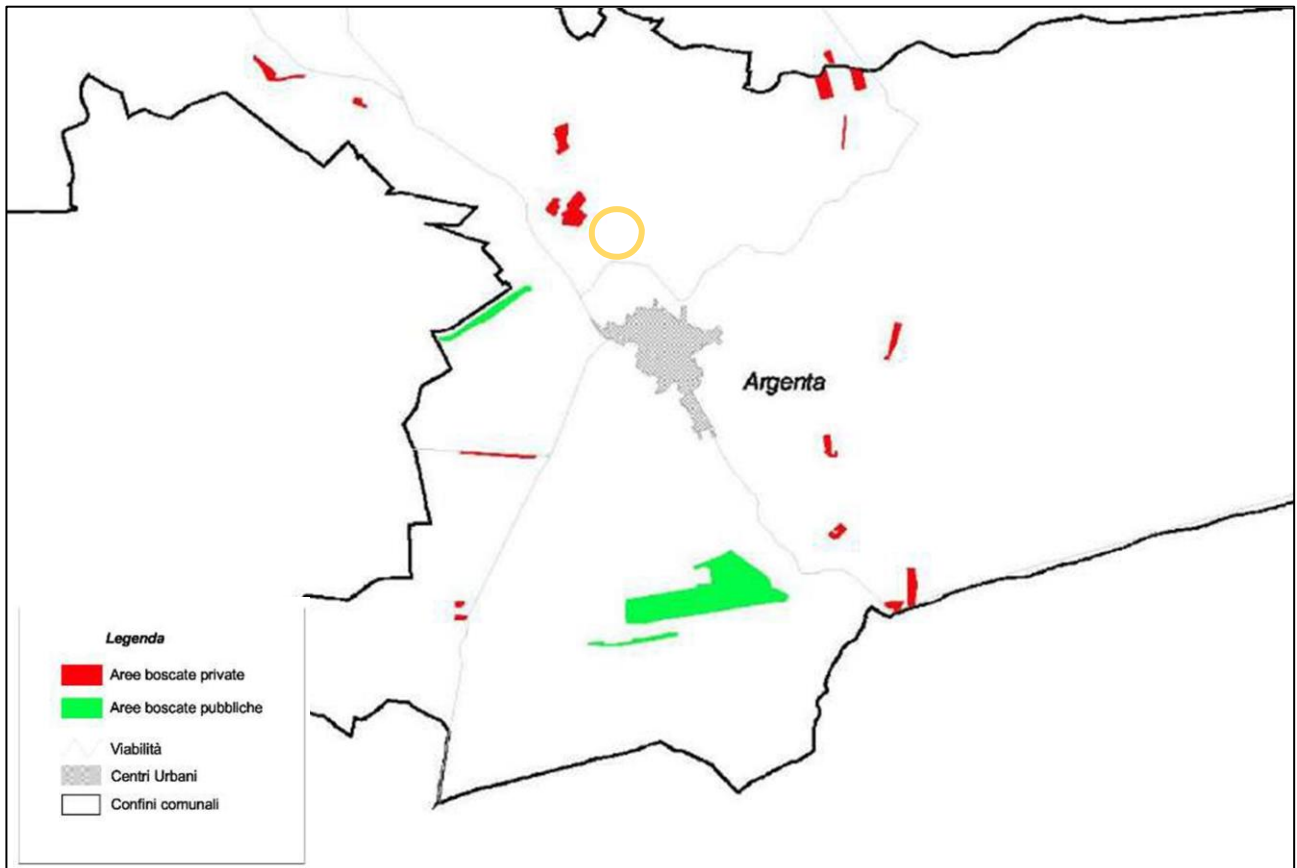 Argenta
Legenda
Aree boscate private
Aree boscate pubbliche
Viabilità
Centri Urbani
Confini comunali